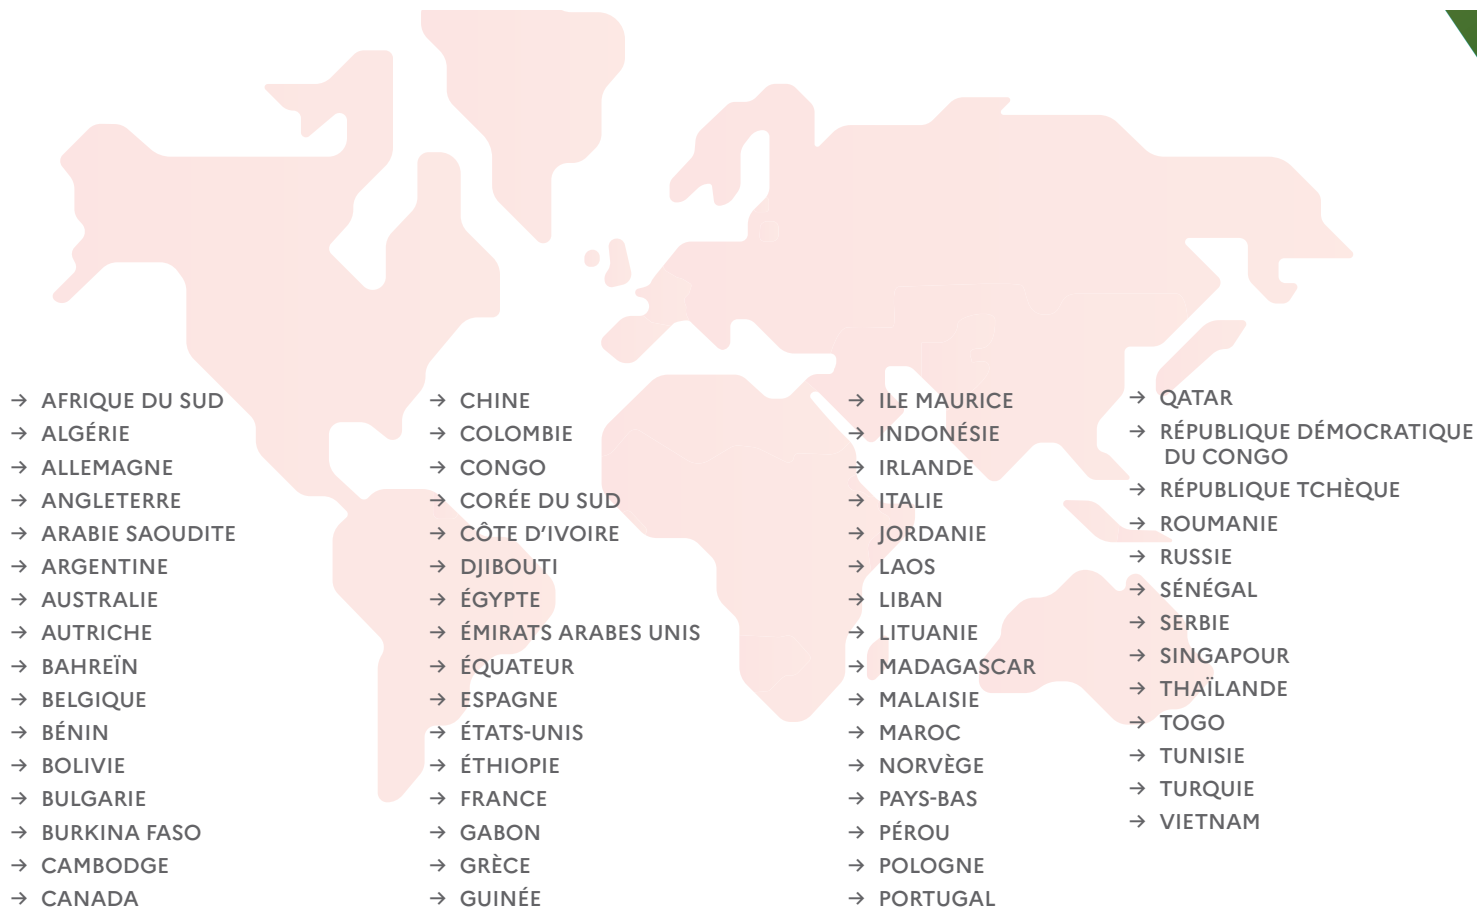 → AFRIQUE DU SUD
→ ALGÉRIE
→ ALLEMAGNE
→ ANGLETERRE
→ ARABIE SAOUDITE
→ ARGENTINE
→ AUSTRALIE
→ AUTRICHE
→ BAHREÏN
→ BELGIQUE
→ BÉNIN
→ BOLIVIE
→ BULGARIE
→ BURKINA FASO
→ CAMBODGE
→ CANADA
→ CHINE
→ COLOMBIE
→ CONGO
→ CORÉE DU SUD
→ CÔTE D’IVOIRE
→ DJIBOUTI
→ ÉGYPTE
→ ÉMIRATS ARABES UNIS
→ ÉQUATEUR
→ ESPAGNE
→ ÉTATS-UNIS
→ ÉTHIOPIE
→ FRANCE
→ GABON
→ GRÈCE
→ GUINÉE
→ ILE MAURICE
→ INDONÉSIE
→ IRLANDE
→ ITALIE
→ JORDANIE
→ LAOS
→ LIBAN
→ LITUANIE
→ MADAGASCAR
→ MALAISIE
→ MAROC
→ NORVÈGE
→ PAYS-BAS
→ PÉROU
→ POLOGNE
→ PORTUGAL
→ QATAR
→ RÉPUBLIQUE DÉMOCRATIQUE
DU CONGO
→ RÉPUBLIQUE TCHÈQUE
→ ROUMANIE
→ RUSSIE
→ SÉNÉGAL
→ SERBIE
→ SINGAPOUR
→ THAÏLANDE
→ TOGO
→ TUNISIE
→ TURQUIE
→ VIETNAM